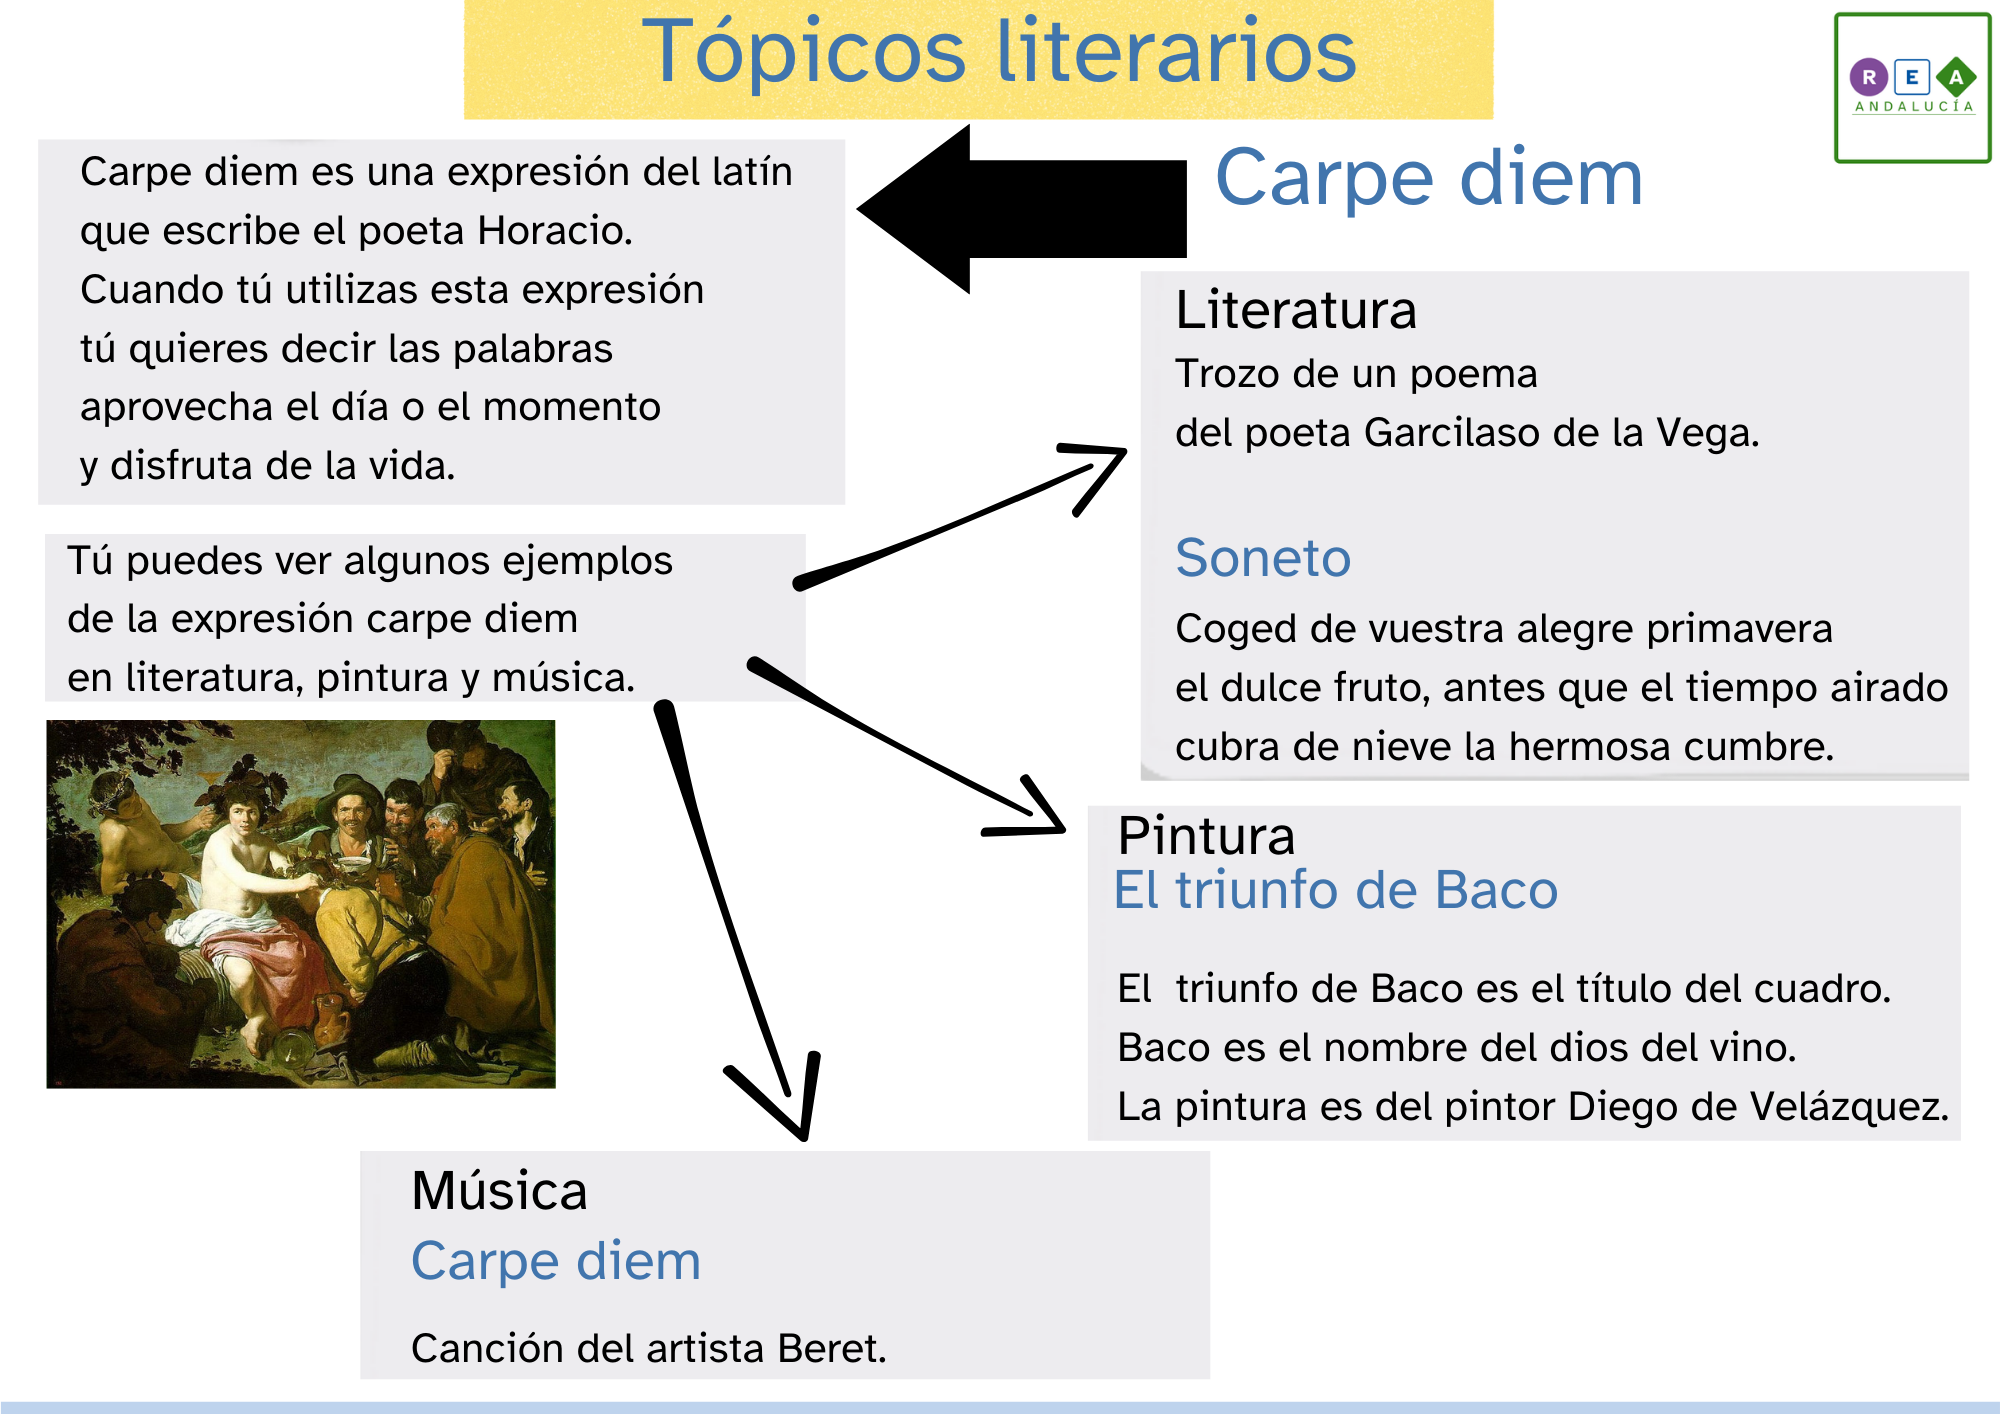 Tópicos literarios
R E A
ANDALUCÍA
Carpe diem
Carpe diem es una expresión del latín
que escribe el poeta Horacio.
Cuando tú utilizas esta expresión
tú quieres decir las palabras
aprovecha el día o el momento
y disfruta de la vida.
Tú puedes ver algunos ejemplos
de la expresión carpe diem
en literatura, pintura y música.
Literatura
Trozo de un poema
del poeta Garcilaso de la Vega.
Soneto
Coged de vuestra alegre primavera
el dulce fruto, antes que el tiempo airado
cubra de nieve la hermosa cumbre.
Pintura
El triunfo de Baco
El  triunfo de Baco es el título del cuadro.
Baco es el nombre del dios del vino.
La pintura es del pintor Diego de Velázquez.
Música
Carpe diem
Canción del artista Beret.